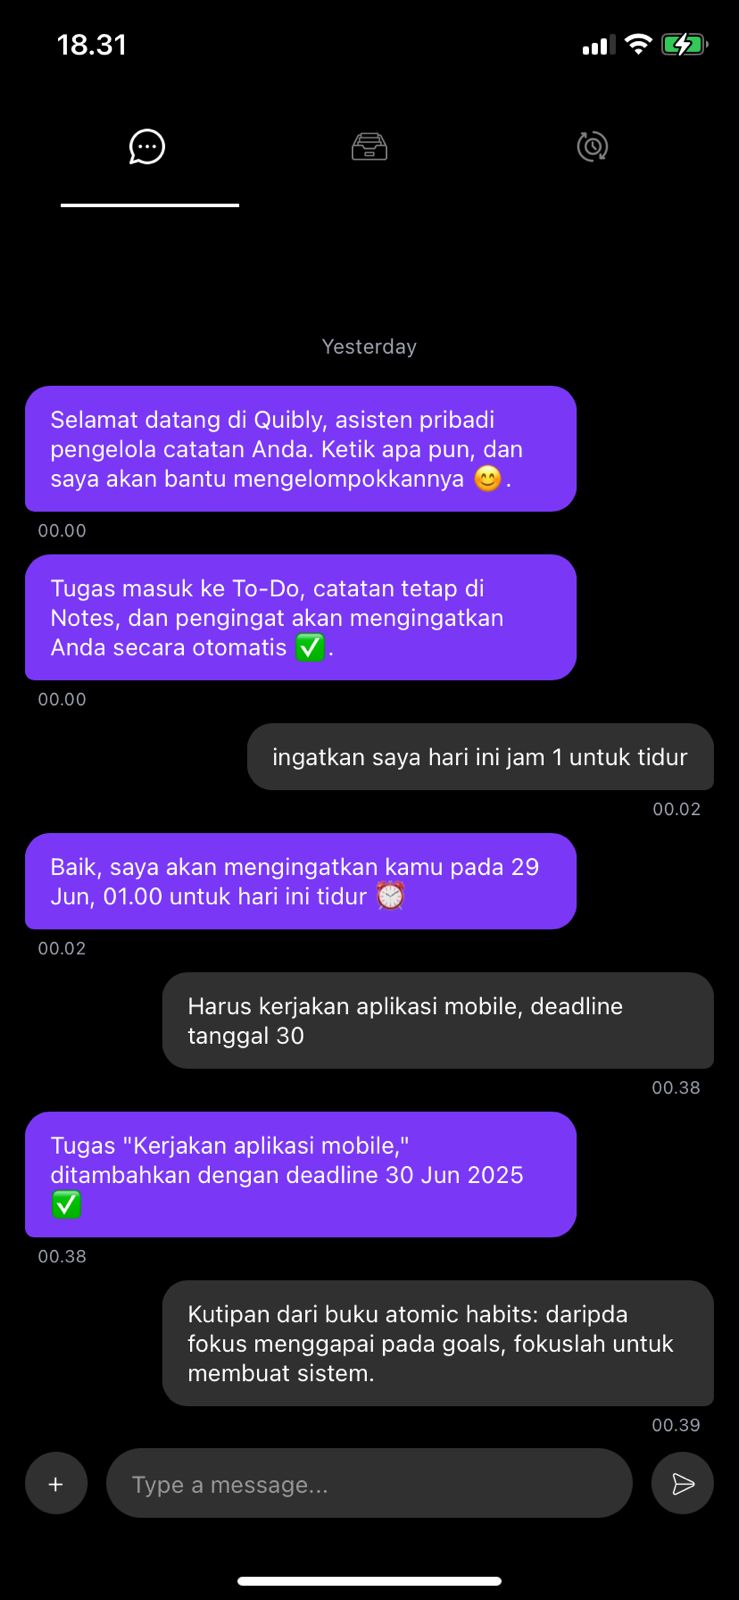 18.31
Yesterday
Selamat datang di Quibly, asisten pribadi
pengelola catatan Anda. Ketik apa pun, dan
saya akan bantu mengelompokkannya 😊.
00.00
Tugas masuk ke To-Do, catatan tetap di
Notes, dan pengingat akan mengingatkan
Anda secara otomatis ✅.
00.00
ingatkan saya hari ini jam 1 untuk tidur
00.02
Baik, saya akan mengingatkan kamu pada 29
Jun, 01.00 untuk hari ini tidur ⏰
00.02
Harus kerjakan aplikasi mobile, deadline
tanggal 30
00.38
Tugas "Kerjakan aplikasi mobile,"
ditambahkan dengan deadline 30 Jun 2025
✅
00.38
Kutipan dari buku atomic habits: daripda
fokus menggapai pada goals, fokuslah untuk
membuat sistem.
00.39
Type a message...